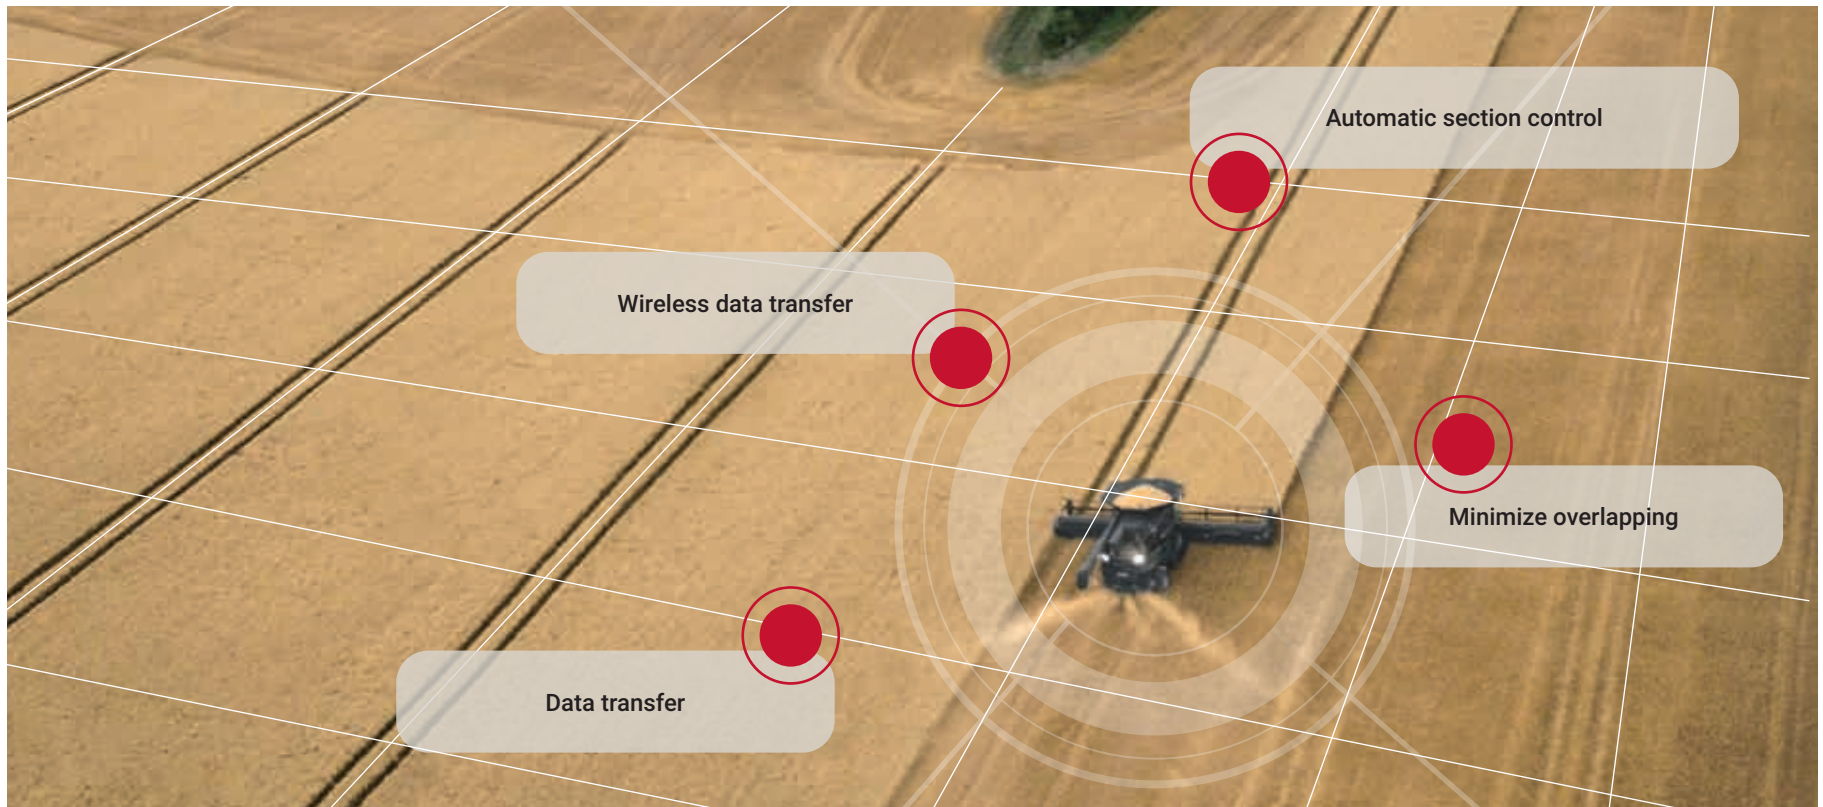 Automatic section control
Wireless data transfer
Minimize overlapping
Data transfer